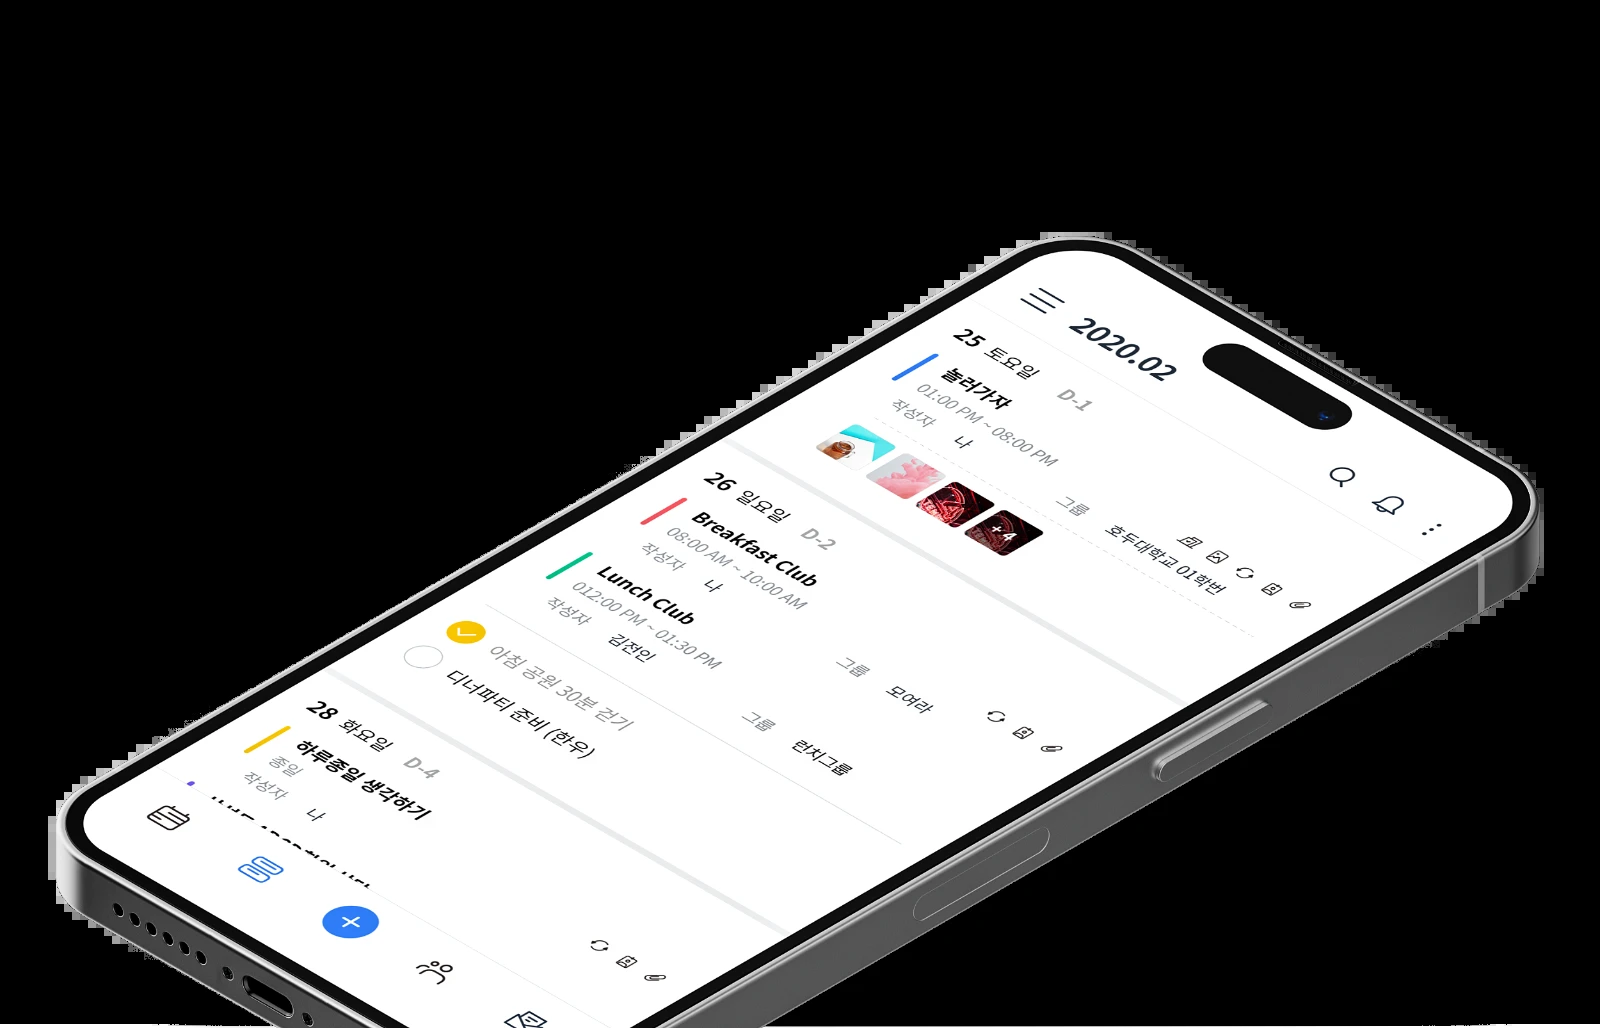 2020.02
25 토요일 D-1
놀러가자
01:00 PM ~ 08:00 PM
작성자 나 그룹 호두대학교 01학번
+4
26 일요일 D-2
Breakfast Club
08:00 AM ~ 10:00 AM
작성자 나 그룹 모여라
Lunch Club
012:00 PM ~ 01:30 PM
작성자 김전인 그룹 런치그룹
아침 공원 30분 걷기
디너파티 준비 (한우)
28 화요일 D-4
하루종일 생각하기
종일
작성자 나